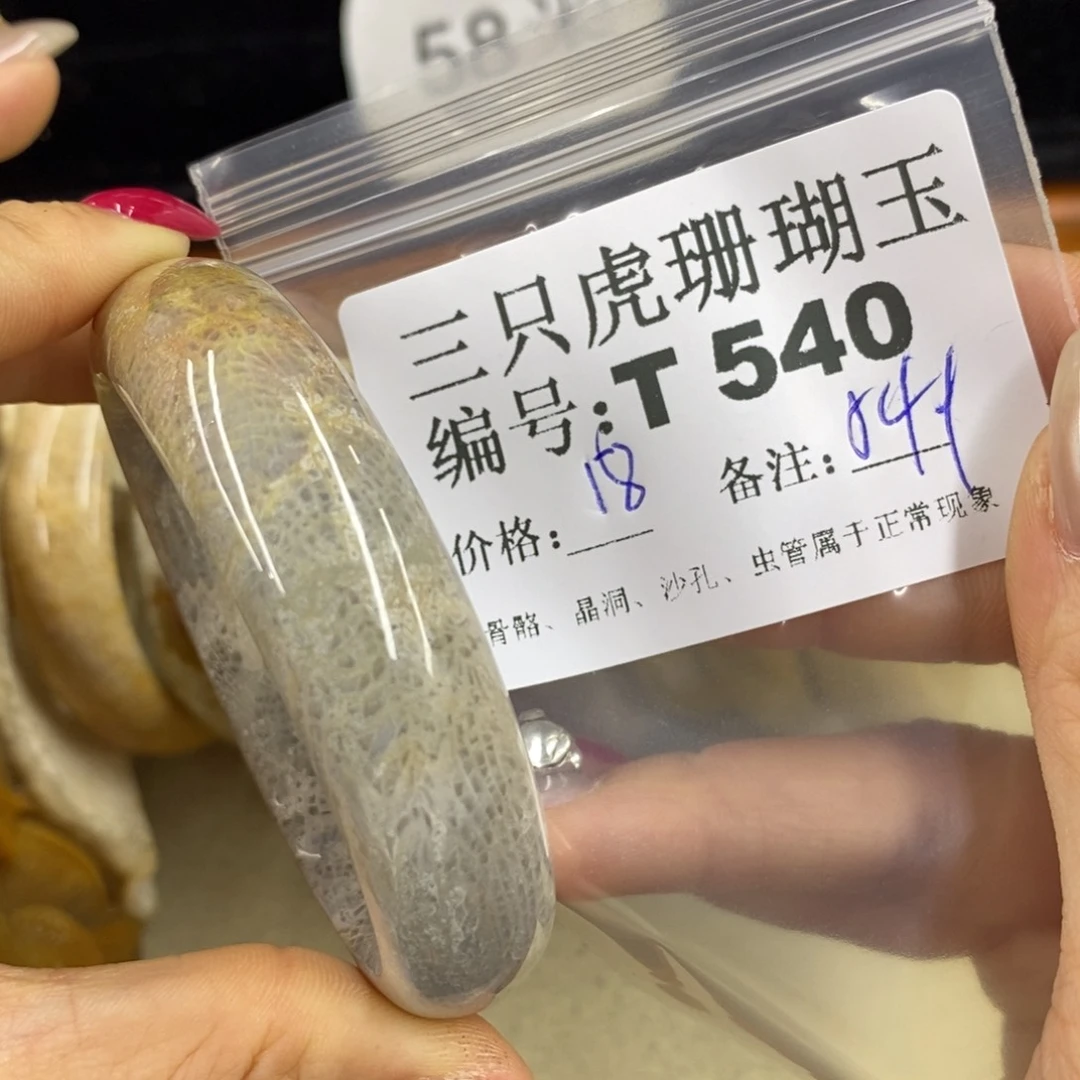 58
三只虎珊瑚玉
编号:T 540
价格: 18 备注:
骨骼、晶洞、沙孔、虫管属于正常现象